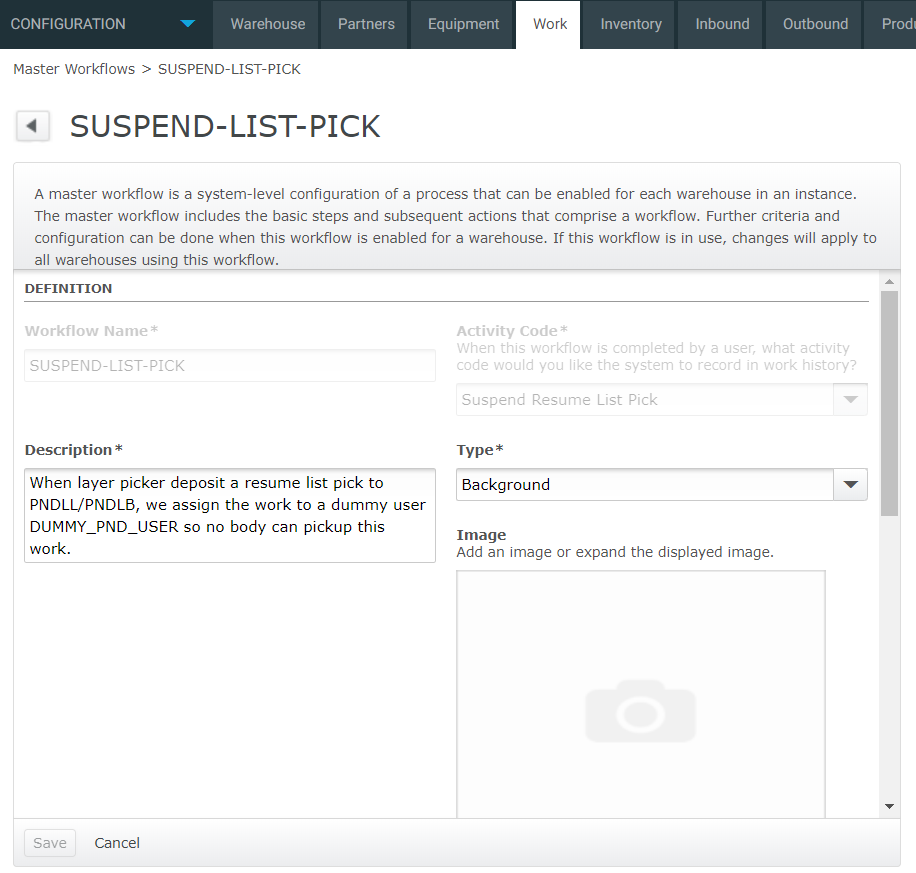 CONFIGURATION
Warehouse
Partners
Equipment
Work
Inventory
Inbound
Outbound
Produ
Master Workflows > SUSPEND-LIST-PICK
SUSPEND-LIST-PICK
A master workflow is a system-level configuration of a process that can be enabled for each warehouse in an instance.
The master workflow includes the basic steps and subsequent actions that comprise a workflow. Further criteria and
configuration can be done when this workflow is enabled for a warehouse. If this workflow is in use, changes will apply to
all warehouses using this workflow.
DEFINITION
Workflow Name*
SUSPEND-LIST-PICK
Activity Code*
When this workflow is completed by a user, what activity
code would you like the system to record in work history?
Suspend Resume List Pick
Description*
When layer picker deposit a resume list pick to
PNDLL/PNDLB, we assign the work to a dummy user
DUMMY_PND_USER so no body can pickup this
work.
Type*
Background
Image
Add an image or expand the displayed image.
Save
Cancel